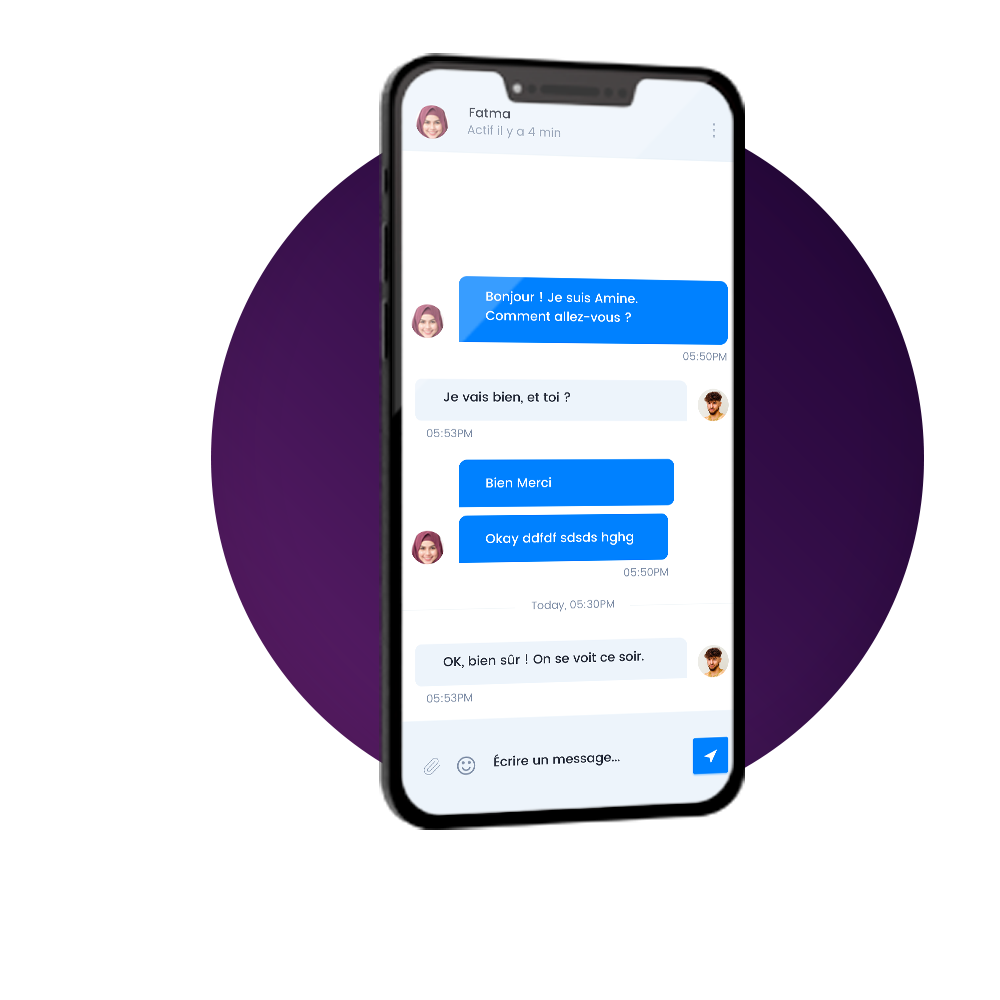 Fatma
Actif il y a 4 min
Bonjour ! Je suis Amine.
Comment allez-vous ?
05:50PM
Je vais bien, et toi ?
05:53PM
Bien Merci
Okay ddfdf sdsds hghg
05:50PM
Today, 05:30PM
OK, bien sûr ! On se voit ce soir.
05:53PM
Écrire un message...